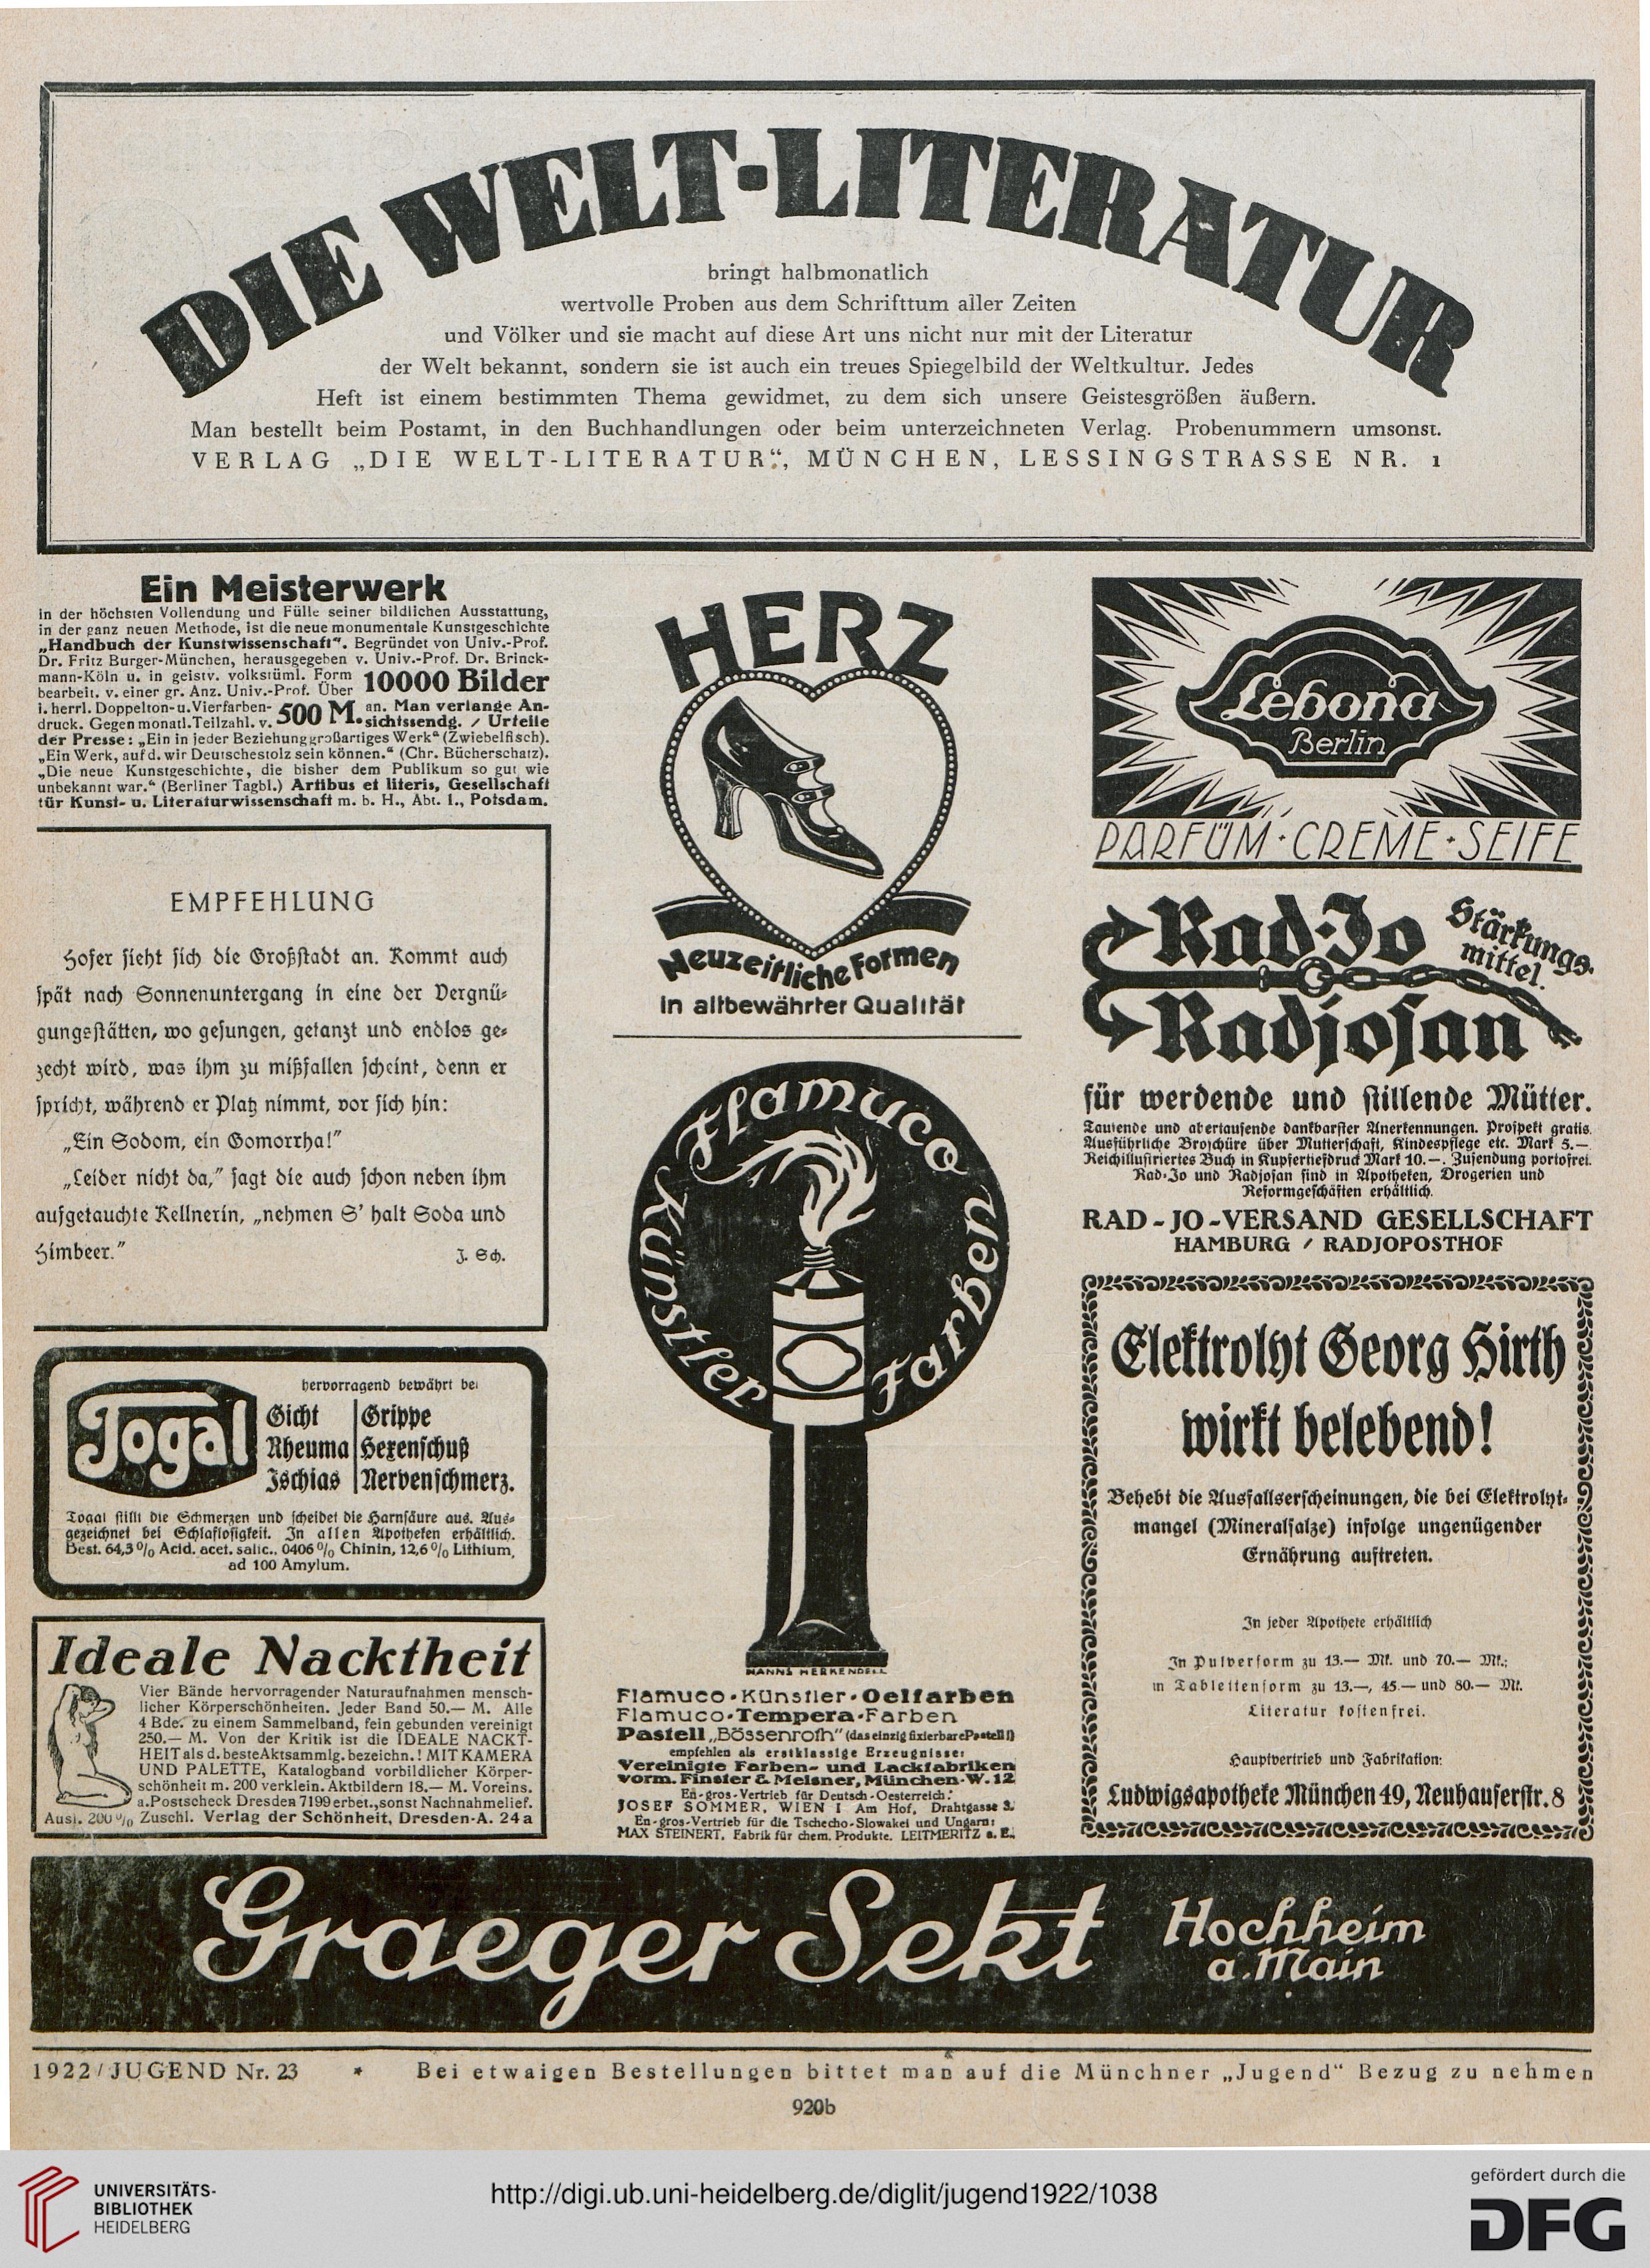 DIE WELT-LITERATUR
bringt halbmonatlich
wertvolle Proben aus dem Schrifttum aller Zeiten
und Völker und sie macht auf diese Art uns nicht nur mit der Literatur
der Welt bekannt, sondern sie ist auch ein treues Spiegelbild der Weltkultur. Jedes
Heft ist einem bestimmten Thema gewidmet, zu dem sich unsere Geistesgrößen äußern.
Man bestellt beim Postamt, in den Buchhandlungen oder beim unterzeichneten Verlag. Probenummern umsonst.
VERLAG „DIE WELT-LITERATUR“, MÜNCHEN, LESSINGSTRASSE NR. 1
Ein Meisterwerk
in der höchsten Vollendung und Fülle seiner bildlichen Ausstattung,
in der ganz neuen Methode, ist die neue monumentale Kunstgeschichte
„Handbuch der Kunstwissenschaft“. Begründet von Univ.-Prof.
Dr. Fritz Burger-München, herausgegeben v. Univ.-Prof. Dr. Brinck-
mann-Köln u. in geistv. volkstüml. Form
bearbeit. v. einer gr. Anz. Univ.-Prof. Über 10000 Bilder
i. herrl. Doppelton-u.Vierfarben-
druck. Gegen monatl.Teilzahl. v. 500 M. an. Man verlange An-
sichtssendg. / Urteile
der Presse: „Ein in jeder Beziehung großartiges Werk“ (Zwiebelfisch).
„Ein Werk, auf d. wir Deutsche stolz sein können.“ (Chr. Bücherschatz).
„Die neue Kunstgeschichte, die bisher dem Publikum so gut wie
unbekannt war.“ (Berliner Tagbl.) Artibus et literis, Gesellschaft
für Kunst- u. Literaturwissenschaft m. b. H., Abt. 1., Potsdam.
EMPFEHLUNG
Hofer sieht sich die Großstadt an. Kommt auch
spät nach Sonnenuntergang in eine der Vergnü-
gungsstätten, wo gesungen, getanzt und endlos ge-
zecht wird, was ihm zu mißfallen scheint, denn er
spricht, während er Platz nimmt, vor sich hin:
„Ein Sodom, ein Gomorrha!“
„Leider nicht da,“ sagt die auch schon neben ihm
aufgetauchte Kellnerin, „nehmen S' halt Soda und
Himbeer.“
J. Sch.
Togal
hervorragend bewährt bei
Gicht Grippe
Rheuma Hexenschuß
Ischias Nervenschmerz.
Togal stillt die Schmerzen und scheidet die Harnsäure aus. Aus-
gezeichnet bei Schlaflosigkeit. In allen Apotheken erhältlich.
Best. 64,3 % Acid. acet. salic., 0406 % Chinin, 12,6 % Lithium,
ad 100 Amylum.
Ideale Nacktheit
Vier Bände hervorragender Naturaufnahmen mensch-
licher Körperschönheiten. Jeder Band 50.— M. Alle
4 Bde. zu einem Sammelband, fein gebunden vereinigt
250.— M. Von der Kritik ist die IDEALE NACKT-
HEIT als d. beste Aktsammlg. bezeichn.! MIT KAMERA
UND PALETTE, Katalogband vorbildlicher Körper-
schönheit m. 200 verklein. Aktbildern 18.— M. Voreins.
a. Postscheck Dresden 7199 erbet., sonst Nachnahmelief.
Ausl. 200 % Zuschl. Verlag der Schönheit, Dresden-A. 24 a
HERZ
Neuzeitliche Formen
in altbewährter Qualität
Flamuco
Künstler
Farben
HANNS HERKENDELL
Flamuco-Künstler-Oelfarben
Flamuco-Tempera-Farben
Pastell „Bössenroth“ (das einzig fixierbare Pastell!)
empfehlen als erstklassige Erzeugnisse:
Vereinigte Farben- und Lackfabriken
vorm. Finster & Meisner, München-W. 12
En-gros-Vertrieb für Deutsch-Oesterreich:
JOSEF SOMMER, WIEN I Am Hof, Drahtgasse 3.
En-gros-Vertrieb für die Tschecho-Slowakei und Ungarn:
MAX STEINERT, Fabrik für chem. Produkte. LEITMERITZ a. E.
Lebona
Berlin
PARFÜM·CREME·SEIFE
Rad-Jo
Stärkungs-
mittel.
Radjosan
für werdende und stillende Mütter.
Tausende und abertausende dankbarster Anerkennungen. Prospekt gratis.
Ausführliche Broschüre über Mutterschaft, Kindespflege etc. Mark 5.—
Reichillustriertes Buch in Kupfertiefdruck Mark 10.—. Zusendung portofrei.
Rad-Jo und Radjosan sind in Apotheken, Drogerien und
Reformgeschäften erhältlich.
RAD-JO-VERSAND GESELLSCHAFT
HAMBURG / RADJOPOSTHOF
Elektrolyt Georg Hirth
wirkt belebend!
Behebt die Ausfallserscheinungen, die bei Elektrolyt-
mangel (Mineralsalze) infolge ungenügender
Ernährung auftreten.
In jeder Apotheke erhältlich
In Pulverform zu 13.— Mk. und 70.— Mk.;
in Tablettenform zu 13.—, 45.— und 80.— Mk.
Literatur kostenfrei.
Hauptvertrieb und Fabrikation:
Ludwigsapotheke München 49, Neuhauserstr. 8
Graeger Sekt Hochheim
a. Main
1922 / JUGEND Nr. 23 * Bei etwaigen Bestellungen bittet man auf die Münchner „Jugend“ Bezug zu nehmen
920b
UNIVERSITÄTS-
BIBLIOTHEK
HEIDELBERG
http://digi.ub.uni-heidelberg.de/diglit/jugend1922/1038
gefördert durch die
DFG